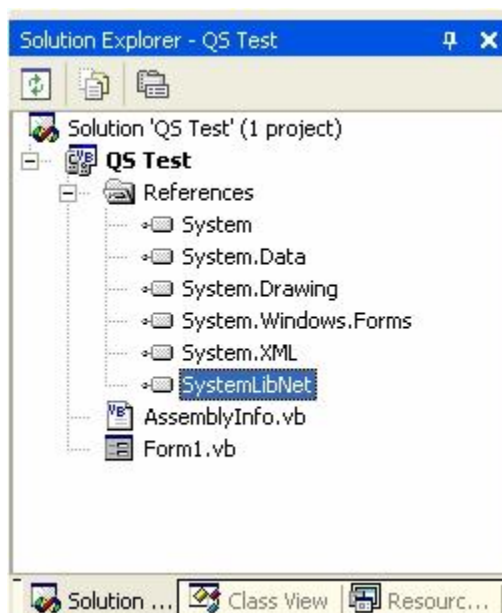 Solution Explorer - QS Test
Solution 'QS Test' (1 project)
QS Test
References
System
System.Data
System.Drawing
System.Windows.Forms
System.XML
SystemLibNet
AssemblyInfo.vb
Form1.vb
Solution ... Class View Resourc...